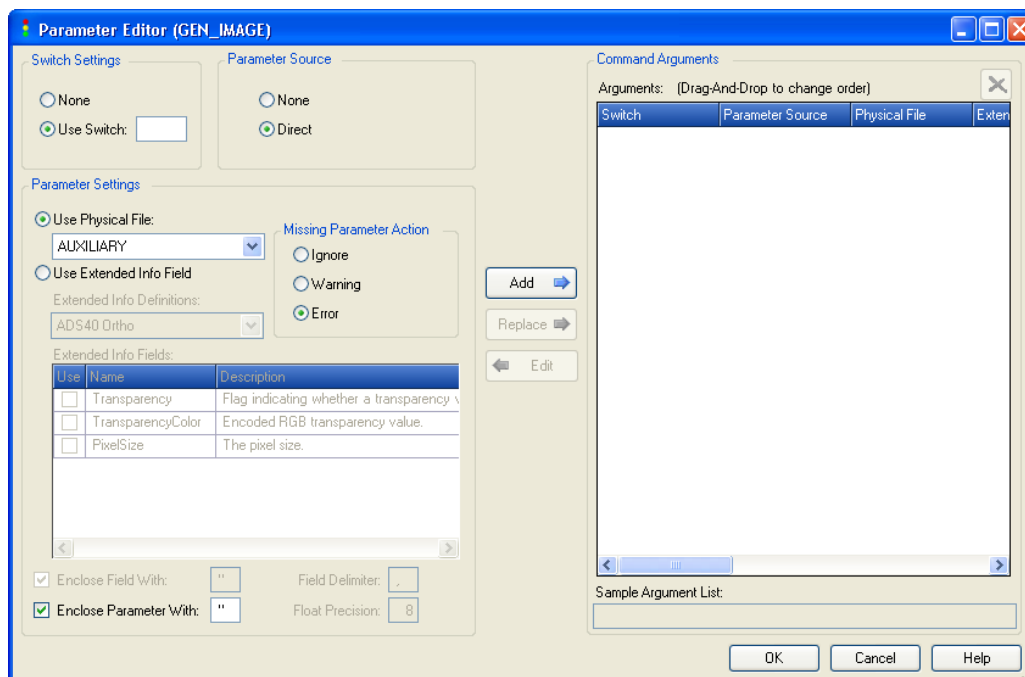 Parameter Editor (GEN_IMAGE)
Switch Settings
None
Use Switch:
Parameter Source
None
Direct
Parameter Settings
Use Physical File:
AUXILIARY
Use Extended Info Field
Extended Info Definitions:
ADS40 Ortho
Missing Parameter Action
Ignore
Warning
Error
Extended Info Fields:
Use Name Description
Transparency Flag indicating whether a transparency v
TransparencyColor Encoded RGB transparency value.
PixelSize The pixel size.
Enclose Field With: " Field Delimiter: ,
Enclose Parameter With: " Float Precision: 8
Add
Replace
Edit
Command Arguments
Arguments: (Drag-And-Drop to change order)
Switch Parameter Source Physical File Exten
Sample Argument List:
OK Cancel Help